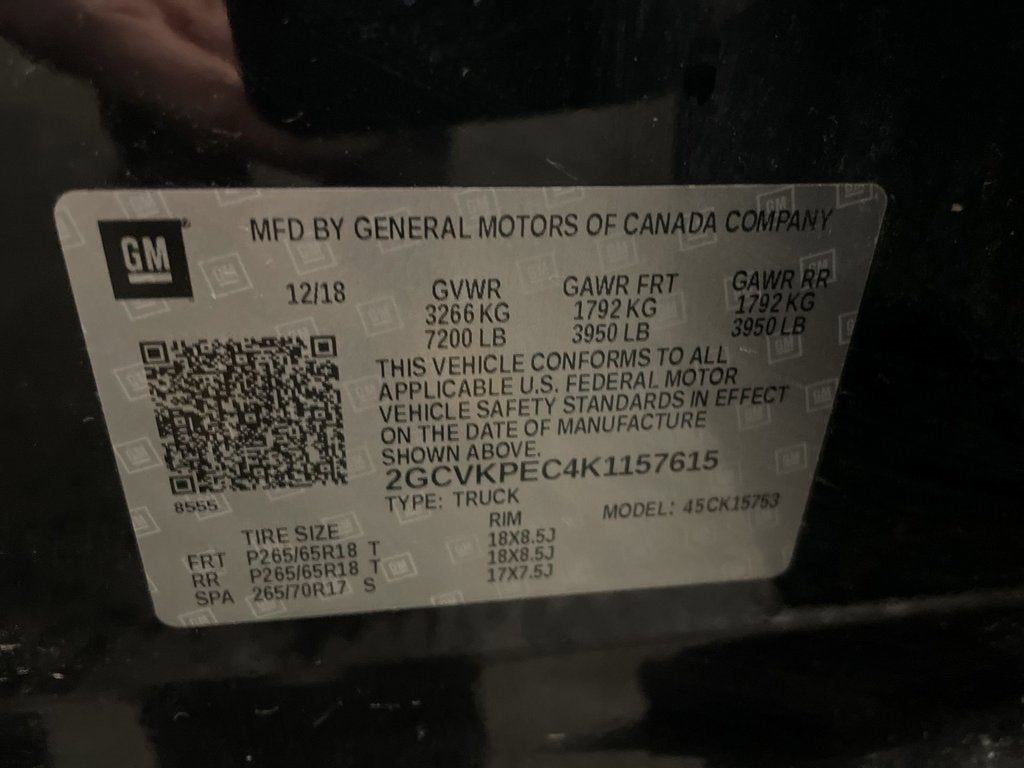 GM
MFD BY GENERAL MOTORS OF CANADA COMPANY
12/18 GVWR GAWR FRT GAWR RR
3266 KG 1792 KG 1792 KG
7200 LB 3950 LB 3950 LB
THIS VEHICLE CONFORMS TO ALL
APPLICABLE U.S. FEDERAL MOTOR
VEHICLE SAFETY STANDARDS IN EFFECT
ON THE DATE OF MANUFACTURE
SHOWN ABOVE.
2GCVKPEC4K1157615
8555
TYPE: TRUCK MODEL: 45CK15753
TIRE SIZE RIM
FRT P265/65R18 T 18X8.5J
RR P265/65R18 T 18X8.5J
SPA 265/70R17 S 17X7.5J